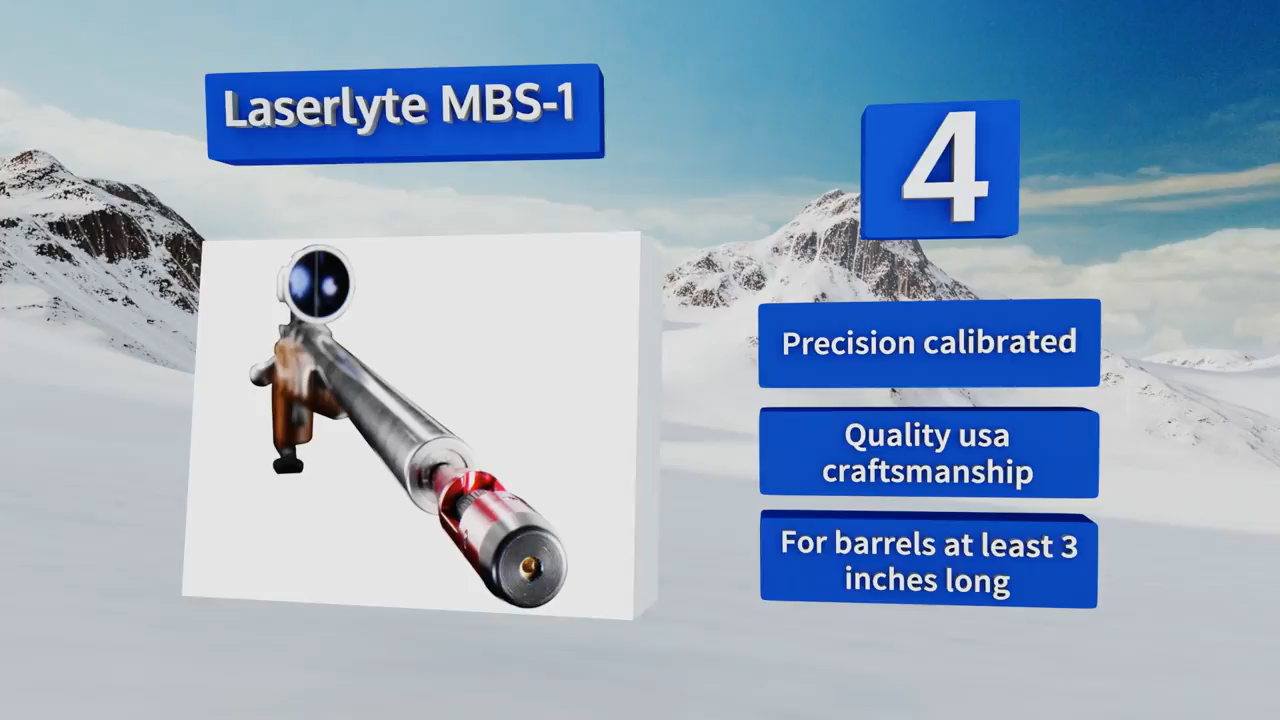 Laserlyte MBS-1
4
Precision calibrated
Quality usa
craftsmanship
For barrels at least 3
inches long